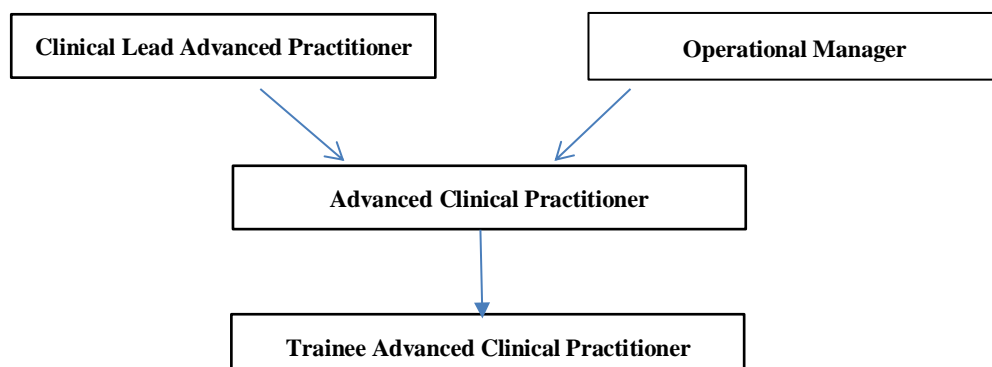 Clinical Lead Advanced Practitioner
Operational Manager
Advanced Clinical Practitioner
Trainee Advanced Clinical Practitioner